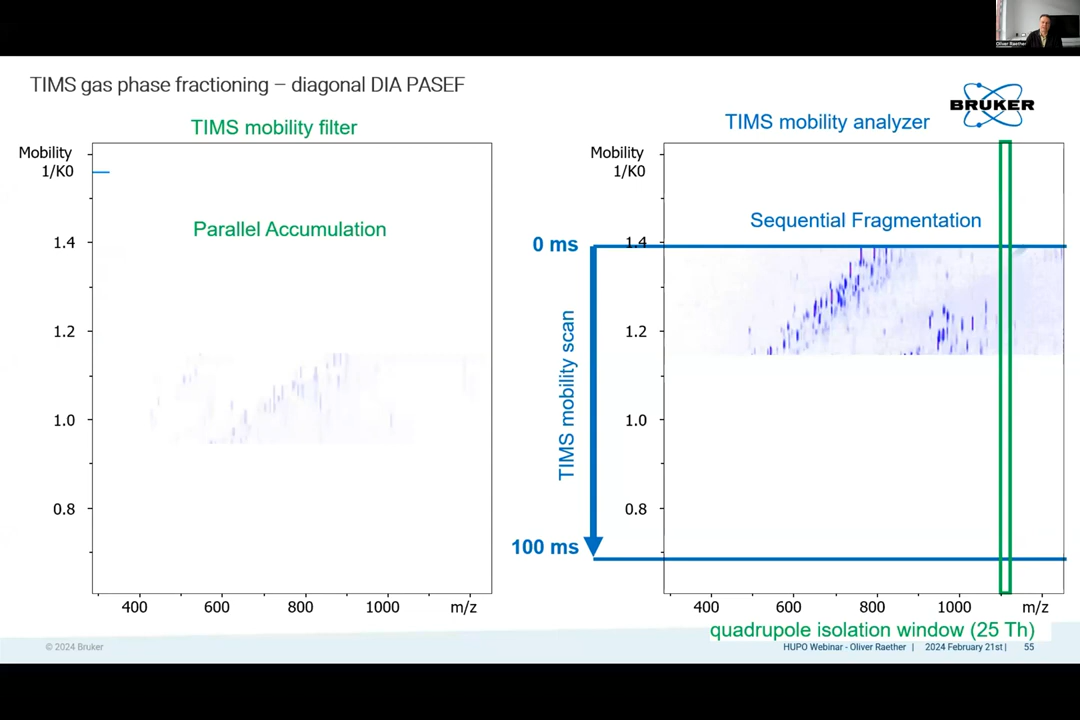 Oliver Raether
TIMS gas phase fractioning – diagonal DIA PASEF
BRUKER
TIMS mobility filter
TIMS mobility analyzer
Mobility
1/K0
Parallel Accumulation
1.4
1.2
1.0
0.8
400 600 800 1000 m/z
Mobility
1/K0
Sequential Fragmentation
0 ms
1.4
1.2
1.0
0.8
TIMS mobility scan
100 ms
400 600 800 1000 m/z
quadrupole isolation window (25 Th)
© 2024 Bruker
HUPO Webinar - Oliver Raether | 2024 February 21st | 55